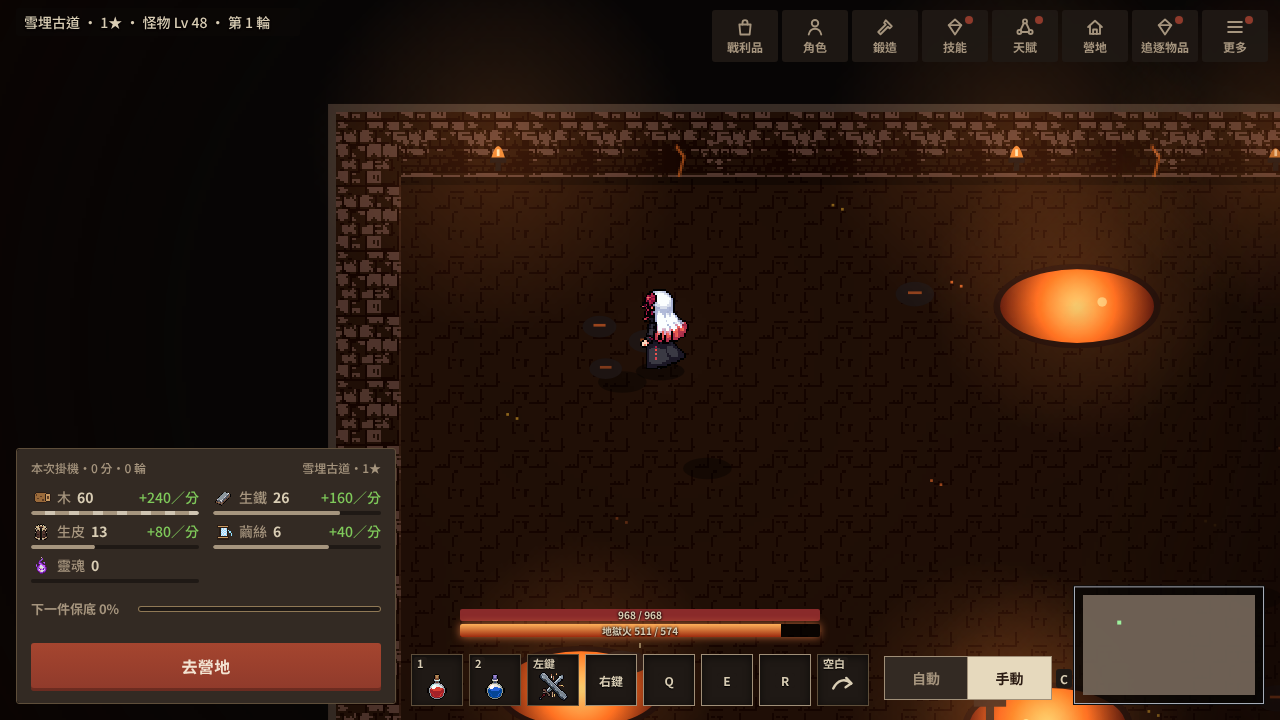 雪埋古道 • 1★ • 怪物 Lv 48 • 第 1 輪
戰利品
角色
鍛造
技能
天賦
營地
追逐物品
更多
本次掛機・0 分・0 輪
雪埋古道・1★
木 60 +240／分
生鐵 26 +160／分
生皮 13 +80／分
繭絲 6 +40／分
靈魂 0
下一件保底 0%
去營地
968 / 968
地獄火 511 / 574
1
2
左鍵
右鍵
Q
E
R
空白
自動
手動
C